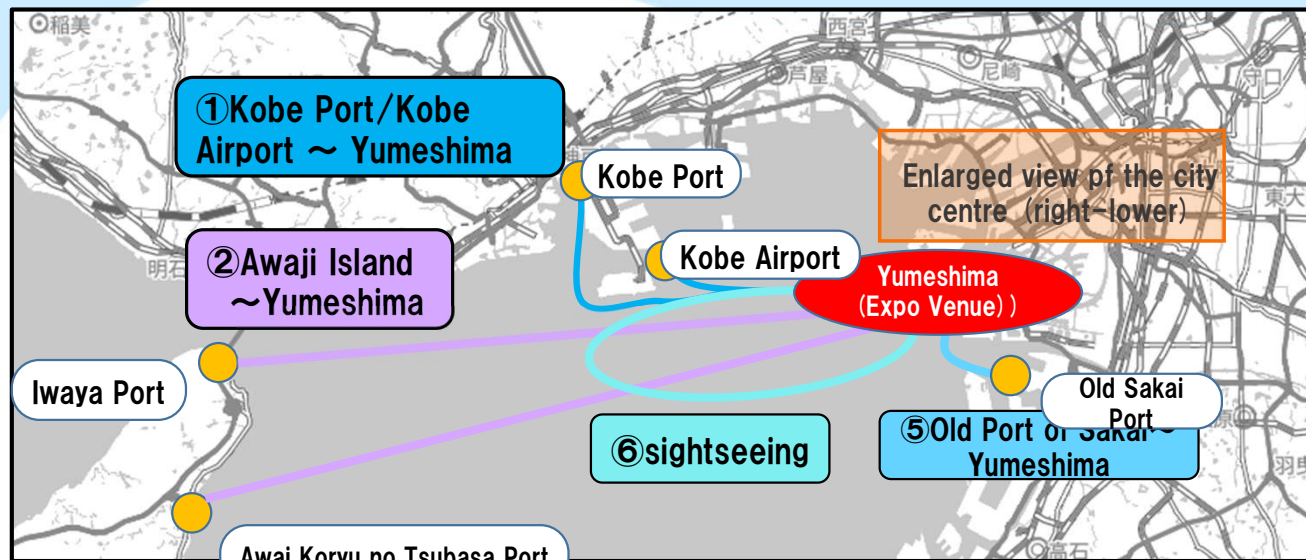 稲美
西宮
芦屋
尼崎
守口
①Kobe Port/Kobe
Airport ～ Yumeshima
Kobe Port
Enlarged view pf the city
centre (right-lower)
東大
②Awaji Island
～Yumeshima
明石
Kobe Airport
Yumeshima
(Expo Venue))
Iwaya Port
Old Sakai
Port
⑥sightseeing
⑤Old Port of Sakai～
Yumeshima
原
羽曳
Awai Koryu no Tsubasa Port
高石